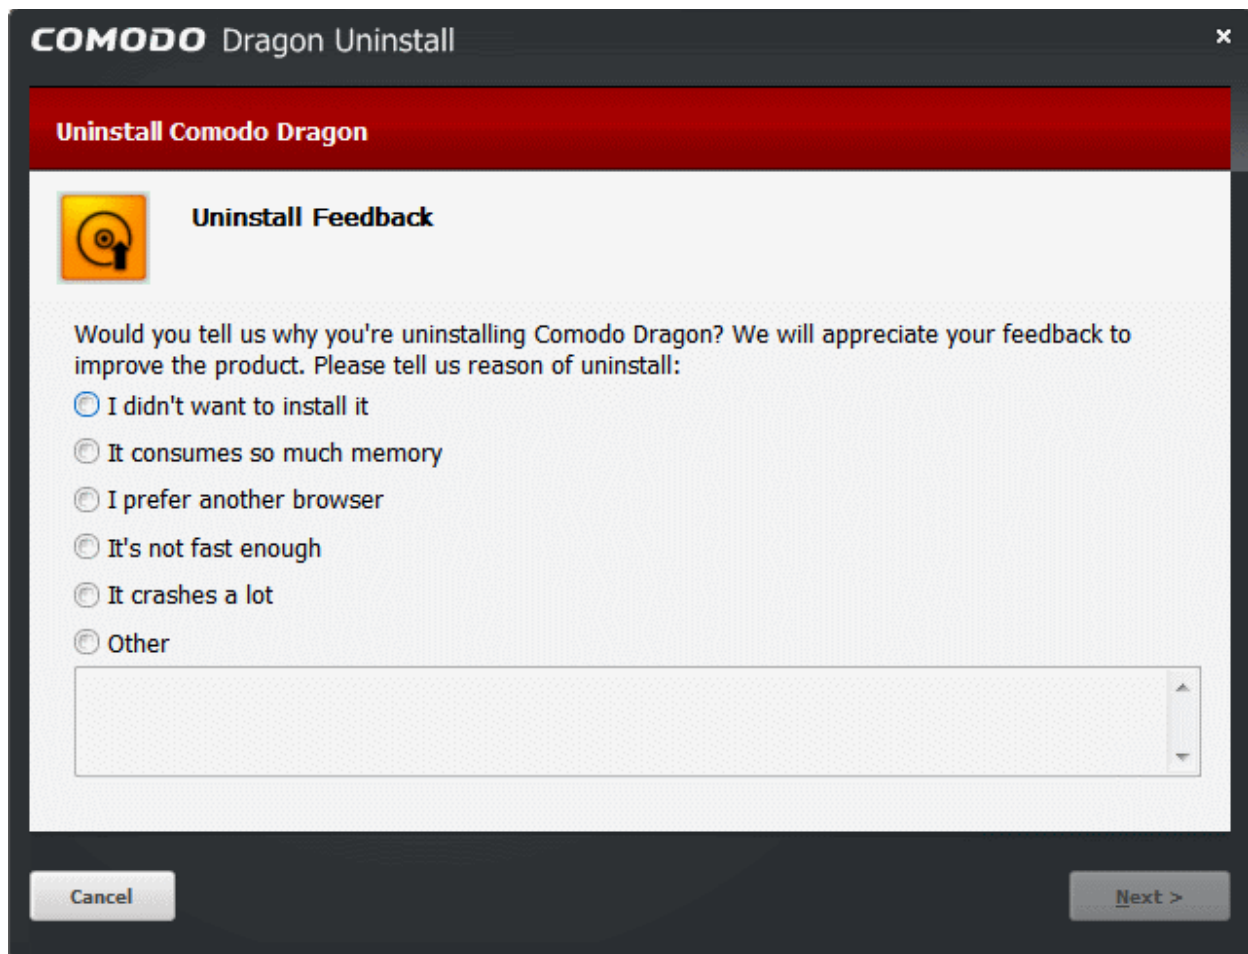 COMODO Dragon Uninstall
Uninstall Comodo Dragon
Uninstall Feedback
Would you tell us why you're uninstalling Comodo Dragon? We will appreciate your feedback to
improve the product. Please tell us reason of uninstall:
I didn't want to install it
It consumes so much memory
I prefer another browser
It's not fast enough
It crashes a lot
Other
Cancel
Next >